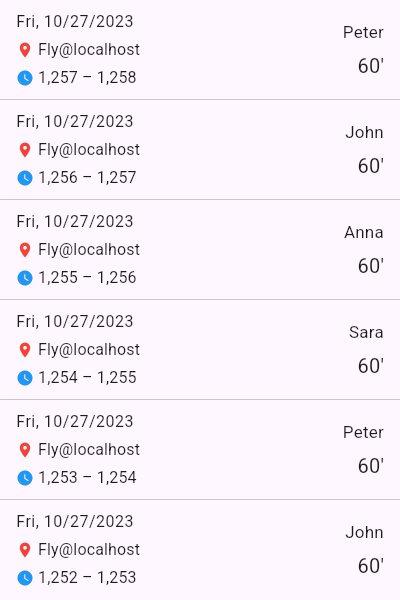 Fri, 10/27/2023
Fly@localhost
1,257 – 1,258
Peter
60'
Fri, 10/27/2023
Fly@localhost
1,256 – 1,257
John
60'
Fri, 10/27/2023
Fly@localhost
1,255 – 1,256
Anna
60'
Fri, 10/27/2023
Fly@localhost
1,254 – 1,255
Sara
60'
Fri, 10/27/2023
Fly@localhost
1,253 – 1,254
Peter
60'
Fri, 10/27/2023
Fly@localhost
1,252 – 1,253
John
60'